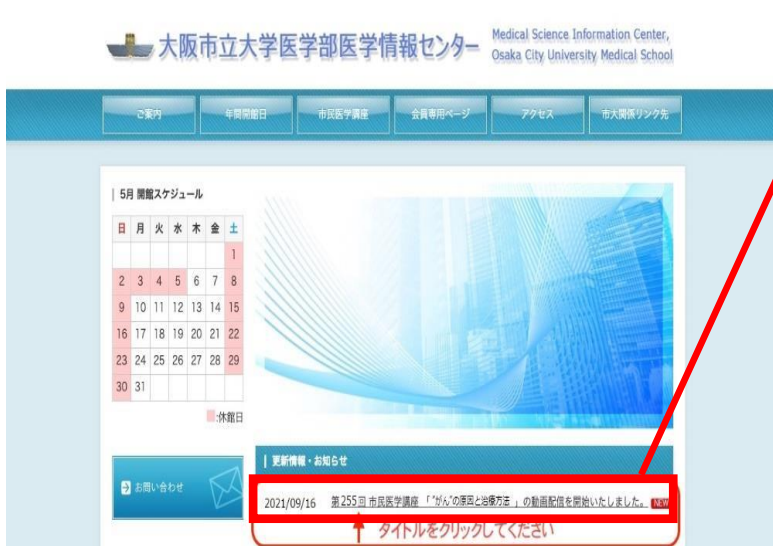 大阪市立大学医学部医学情報センター
Medical Science Information Center,
Osaka City University Medical School
ご案内 年間開館日 市民医学講座 会員専用ページ アクセス 市大関係リンク先
5月 開館スケジュール
日 月 火 水 木 金 土
1
2 3 4 5 6 7 8
9 10 11 12 13 14 15
16 17 18 19 20 21 22
23 24 25 26 27 28 29
30 31
:休館日
お問い合わせ
更新情報・お知らせ
2021/09/16 第255回 市民医学講座 「 "がん"の原因と治療方法 」の動画配信を開始いたしました。 NEW
タイトルをクリックしてください